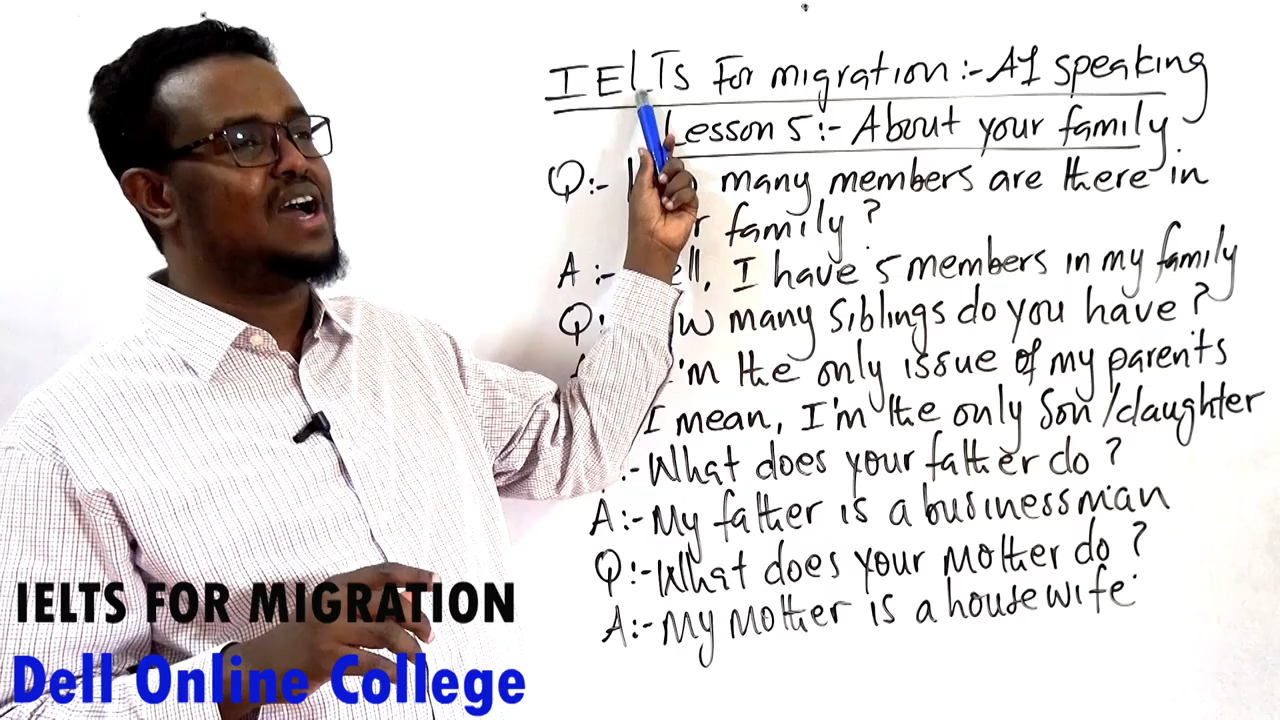 IElTs For migration :- A1 speaking
Lesson 5 :- About your family
Q:- many members are there in
family ?
A :- I have 5 members in my family
Q: many siblings do you have ?
I'm the only issue of my parents
I mean, I'm the only Son/daughter
:- What does your father do ?
A :- My father is a businessman
Q :- What does your Mother do ?
A :- My Mother is a housewife
IELTS FOR MIGRATION
Dell Online College